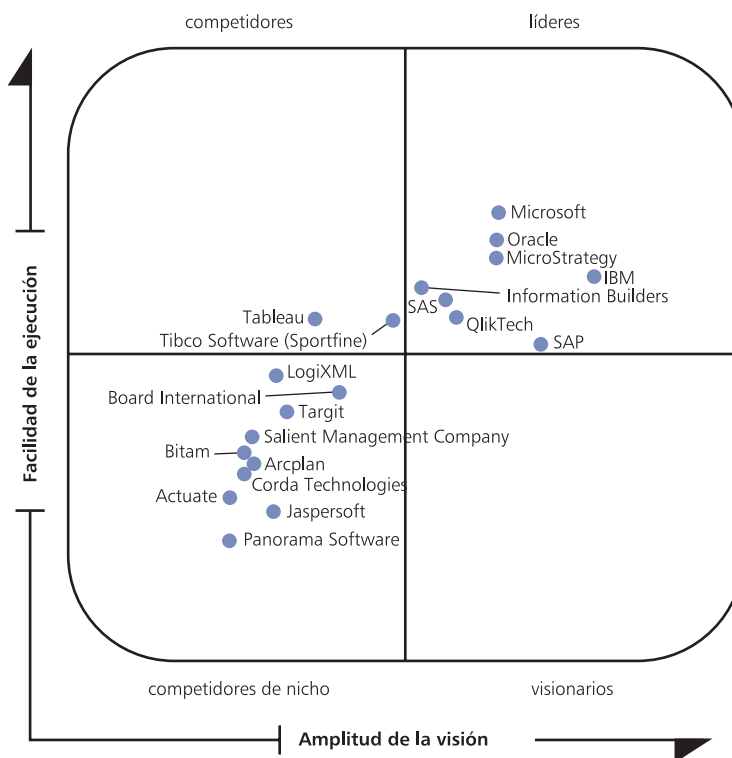 competidores
líderes
Microsoft
Oracle
MicroStrategy
IBM
Information Builders
SAS
QlikTech
SAP
Tableau
Tibco Software (Sportfine)
LogiXML
Board International
Targit
Salient Management Company
Bitam
Arcplan
Corda Technologies
Actuate
Jaspersoft
Panorama Software
Facilidad de la ejecución
competidores de nicho
visionarios
Amplitud de la visión